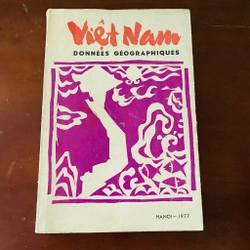 Việt Nam
DONNÉES GÉOGRAPHIQUES
HANOI - 1977